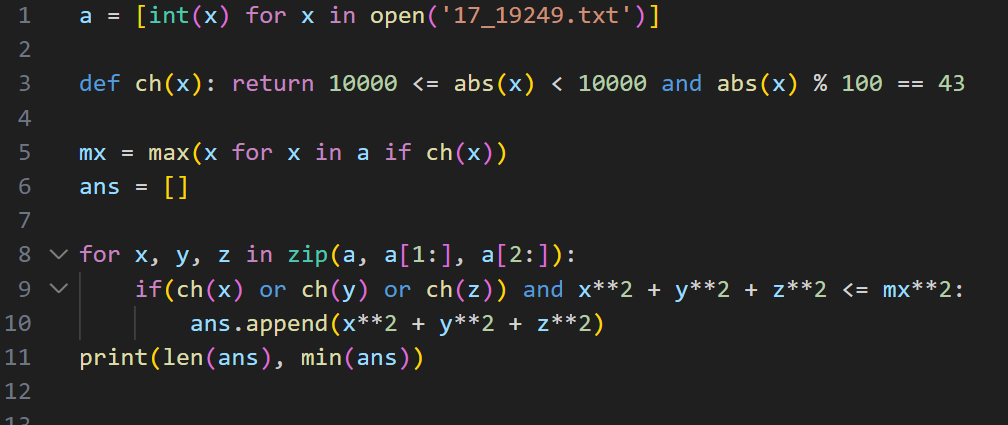 1 a = [int(x) for x in open('17_19249.txt')]
2
3 def ch(x): return 10000 <= abs(x) < 10000 and abs(x) % 100 == 43
4
5 mx = max(x for x in a if ch(x))
6 ans = []
7
8 for x, y, z in zip(a, a[1:], a[2:]):
9 if(ch(x) or ch(y) or ch(z)) and x**2 + y**2 + z**2 <= mx**2:
10 ans.append(x**2 + y**2 + z**2)
11 print(len(ans), min(ans))
12
13